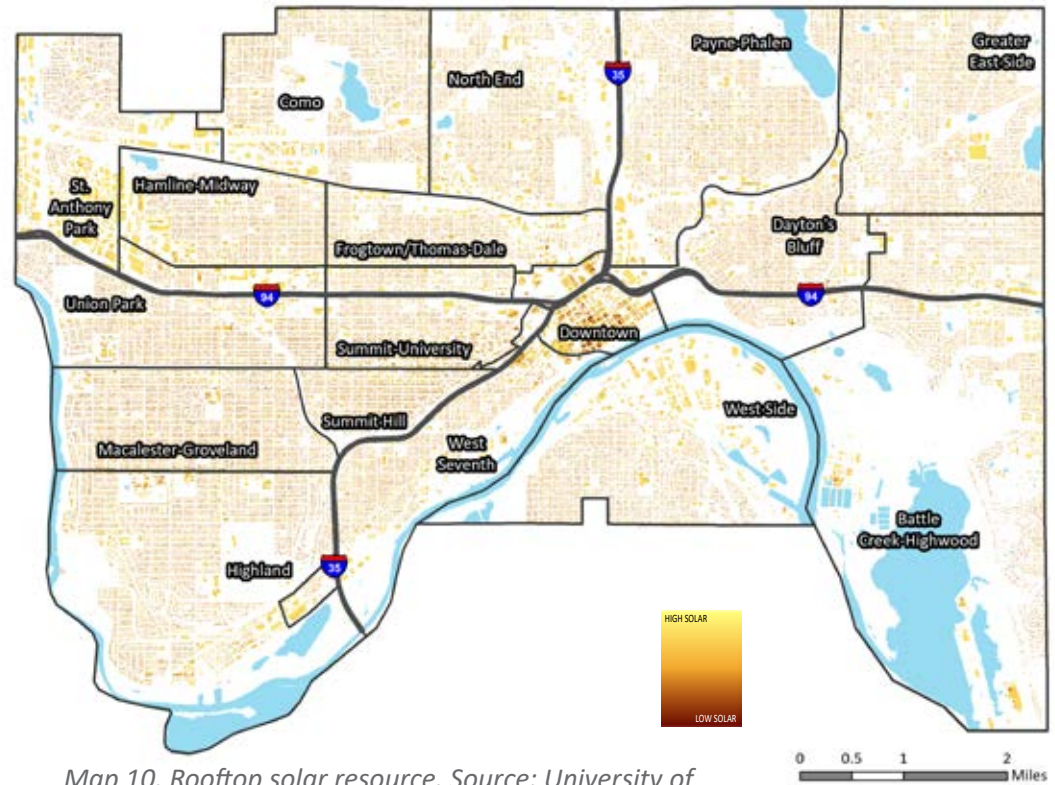 Payne-Phalen
Greater
East-Side
35
North End
Como
St.
Anthony
Park
Hamline-Midway
Dayton's
Bluff
Frogtown/Thomas-Dale
94
94
Union Park
Downtown
Summit-University
West-Side
Summit-Hill
Macalester-Groveland
West
Seventh
Battle
Creek-Highwood
Highland
35
HIGH SOLAR
LOW SOLAR
0 0.5 1 2
Miles
Map 10. Rooftop solar resource. Source: University of